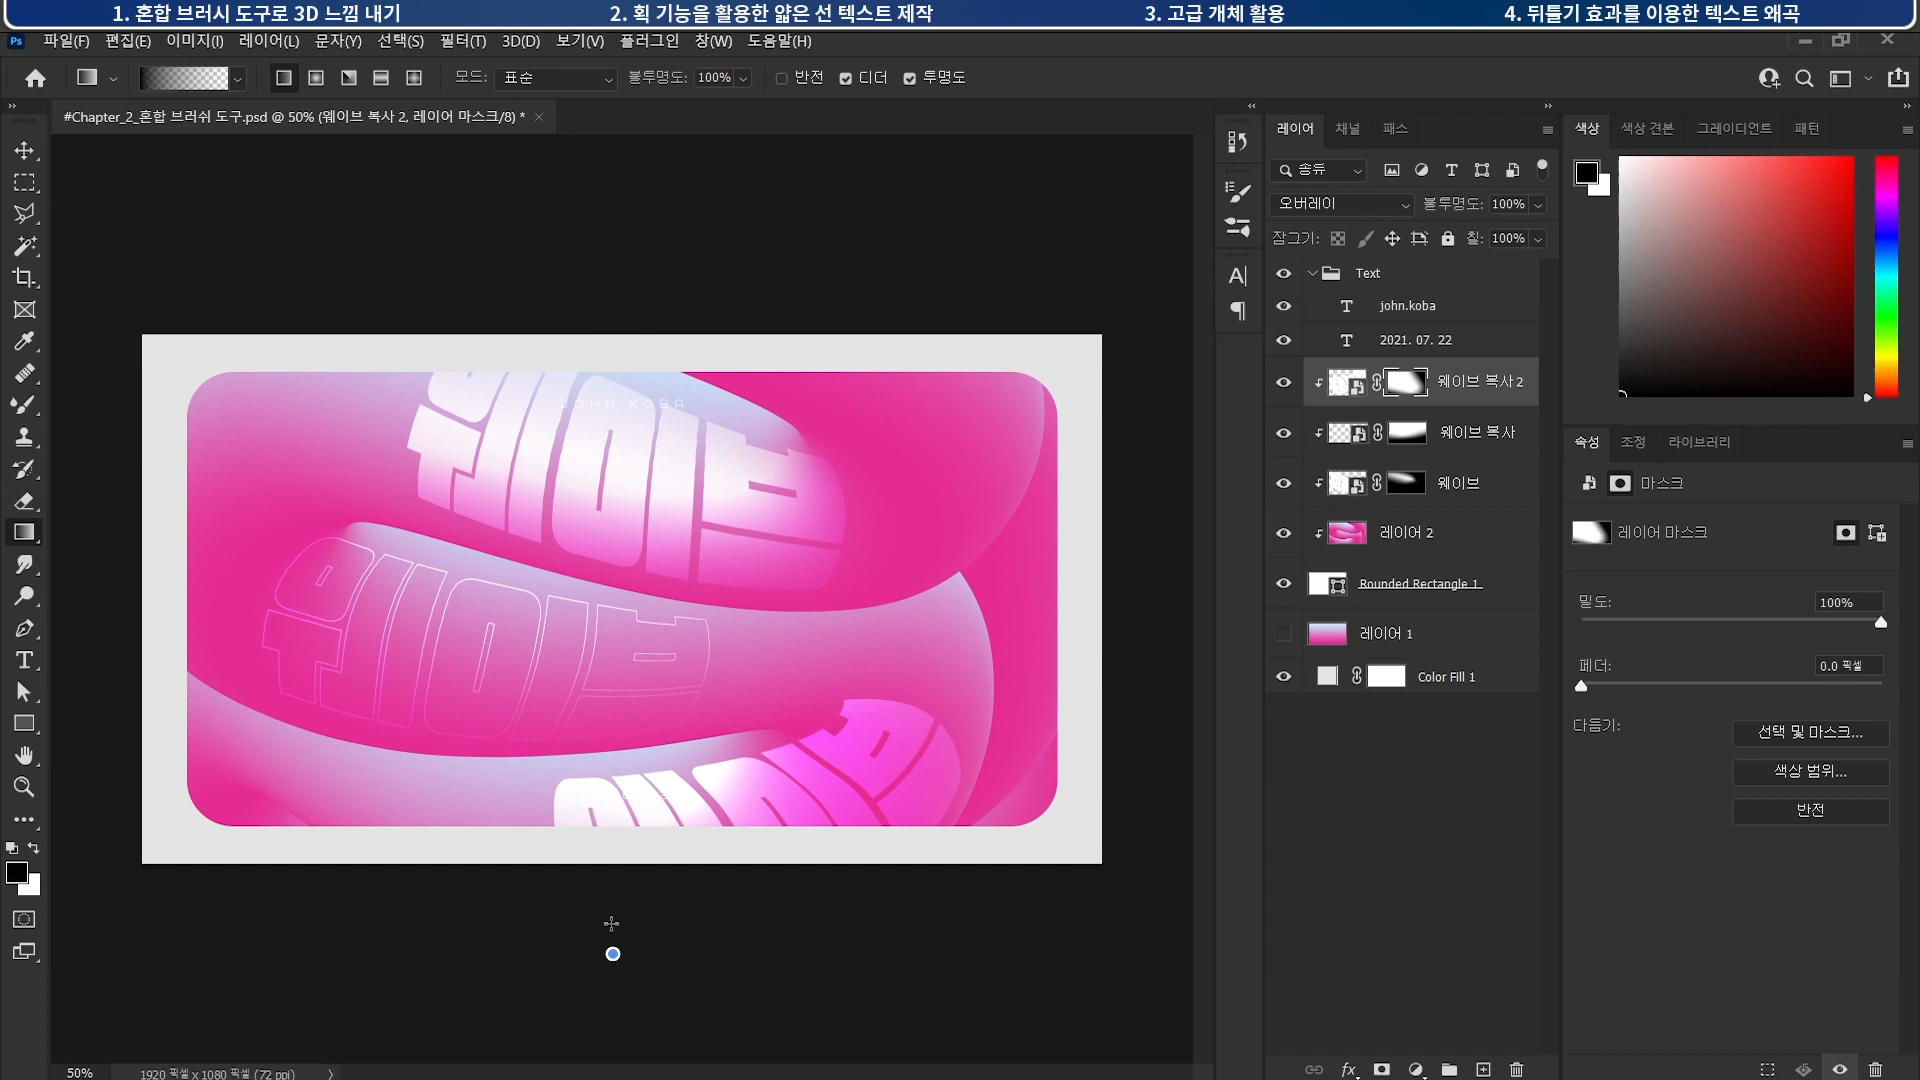 1. 혼합 브러시 도구로 3D 느낌 내기
2. 획 기능을 활용한 얇은 선 텍스트 제작
3. 고급 개체 활용
4. 뒤틀기 효과를 이용한 텍스트 왜곡
Ps 파일(F) 편집(E) 이미지(I) 레이어(L) 문자(Y) 선택(S) 필터(T) 3D(D) 보기(V) 플러그인 창(W) 도움말(H)
모드: 표준 불투명도: 100% 반전 디더 투명도
#Chapter_2_혼합 브러쉬 도구.psd @ 50% (웨이브 복사 2, 레이어 마스크/8) *
레이어 채널 패스
종류
오버레이 불투명도: 100%
잠그기: 칠: 100%
Text
john.koba
2021. 07. 22
웨이브 복사 2
웨이브 복사
웨이브
레이어 2
Rounded Rectangle 1
레이어 1
Color Fill 1
색상 색상 견본 그레이디언트 패턴
속성 조정 라이브러리
마스크
레이어 마스크
밀도: 100%
페더: 0.0 픽셀
다듬기: 선택 및 마스크...
색상 범위...
반전
JOHN.KOBA
웨이브
웨이브
웨이브
50% 1920 픽셀 x 1080 픽셀 (72 ppi)
fx